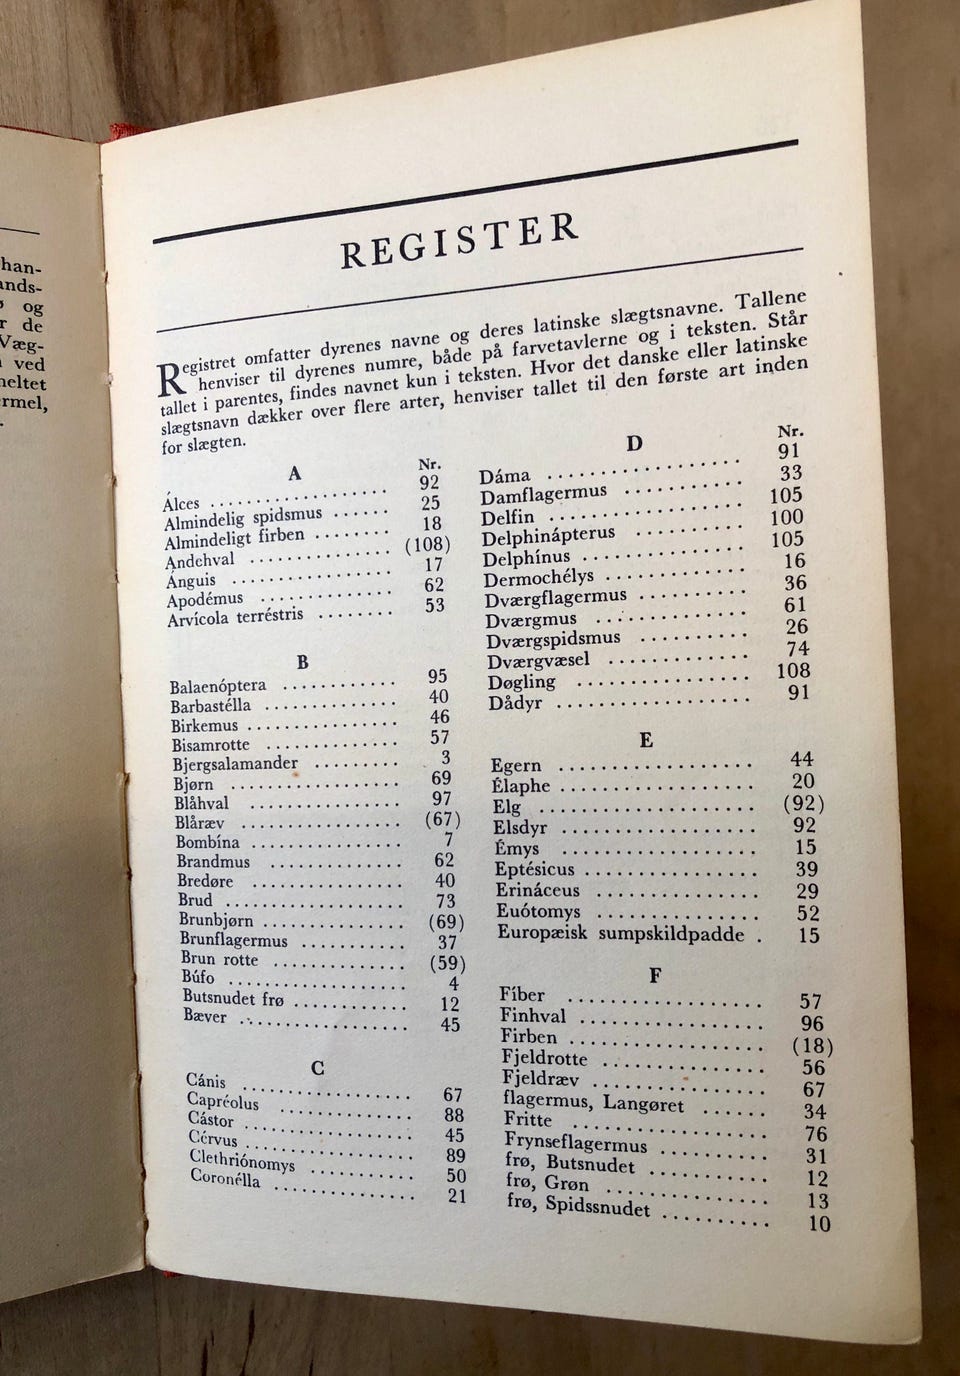 han-
ands-
og
r de
Væg-
ved
heltet
rmel,
REGISTER
Registret omfatter dyrenes navne og deres latinske slægtsnavne. Tallene
henviser til dyrenes numre, både på farvetavlerne og i teksten. Står
tallet i parentes, findes navnet kun i teksten. Hvor det danske eller latinske
slægtsnavn dækker over flere arter, henviser tallet til den første art inden
for slægten.
A
Nr.
Álces .................. 92
Almindelig spidsmus ...... 25
Almindeligt firben ........ 18
Andehval .............. (108)
Ánguis ................ 17
Apodémus ............. 62
Arvícola terréstris ........ 53
B
Balaenóptera ............ 95
Barbastélla .............. 40
Birkemus ................ 46
Bisamrotte .............. 57
Bjergsalamander ......... 3
Bjørn .................. 69
Blåhval ................ 97
Blåræv ................ (67)
Bombína ................ 7
Brandmus .............. 62
Bredøre ................ 40
Brud .................. 73
Brunbjørn ................ (69)
Brunflagermus ........... 37
Brun rotte .............. (59)
Búfo .................. 4
Butsnudet frø ............ 12
Bæver .................. 45
C
Cánis .................. 67
Capréolus .............. 88
Cástor .................. 45
Cérvus .................. 89
Clethriónomys ........... 50
Coronélla ............... 21
D
Nr.
Dáma .................. 91
Damflagermus ........... 33
Delfin .................. 105
Delphinápterus .......... 100
Delphínus ................ 105
Dermochélys .............. 16
Dværgflagermus .......... 36
Dværgmus .............. 61
Dværgspidsmus .......... 26
Dværgvæsel ............. 74
Døgling ................ 108
Dådyr .................. 91
E
Egern .................. 44
Élaphe .................. 20
Elg .................... (92)
Elsdyr .................. 92
Émys .................. 15
Eptésicus ................ 39
Erináceus ............... 29
Euótomys ............... 52
Europæisk sumpskildpadde . 15
F
Fíber .................. 57
Finhval ................. 96
Firben .................. (18)
Fjeldrotte ................ 56
Fjeldræv ................ 67
flagermus, Langøret ...... 34
Fritte .................. 76
Frynseflagermus ........... 31
frø, Butsnudet ............ 12
frø, Grøn ................ 13
frø, Spidssnudet .......... 10